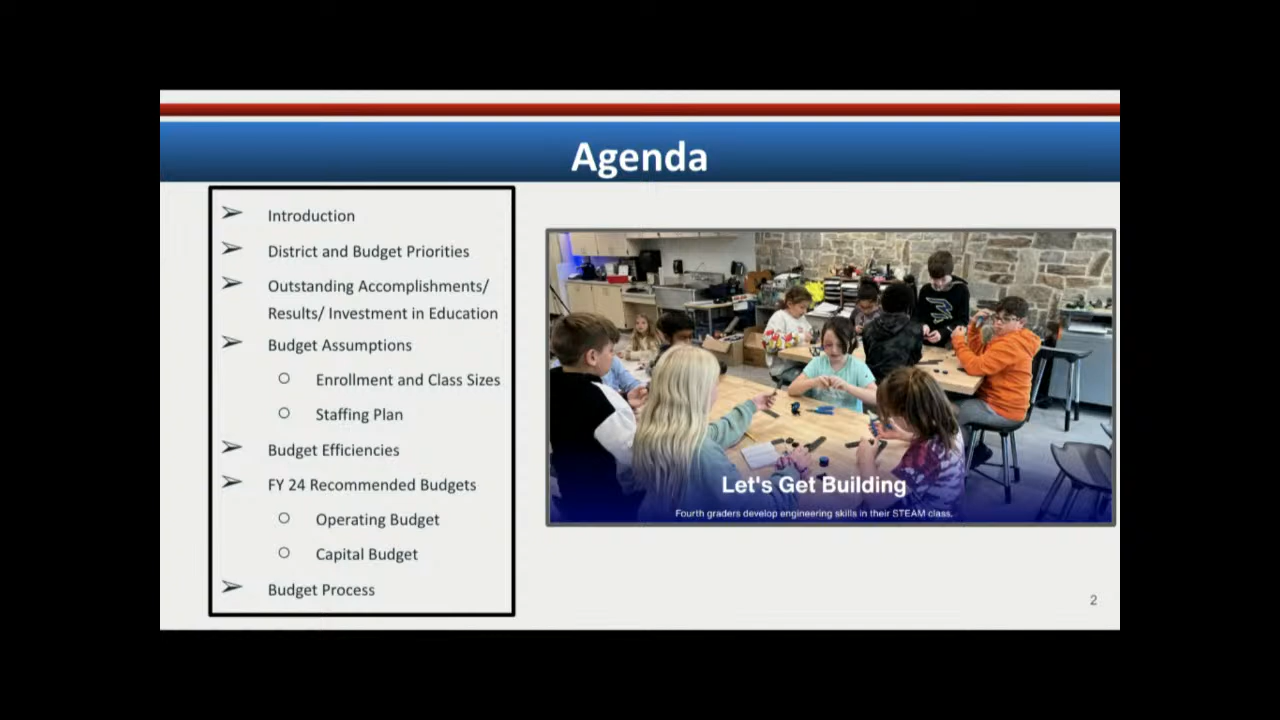 Agenda
➢ Introduction
➢ District and Budget Priorities
➢ Outstanding Accomplishments/
Results/ Investment in Education
➢ Budget Assumptions
○ Enrollment and Class Sizes
○ Staffing Plan
➢ Budget Efficiencies
➢ FY 24 Recommended Budgets
○ Operating Budget
○ Capital Budget
➢ Budget Process
Let's Get Building
Fourth graders develop engineering skills in their STEAM class.
2